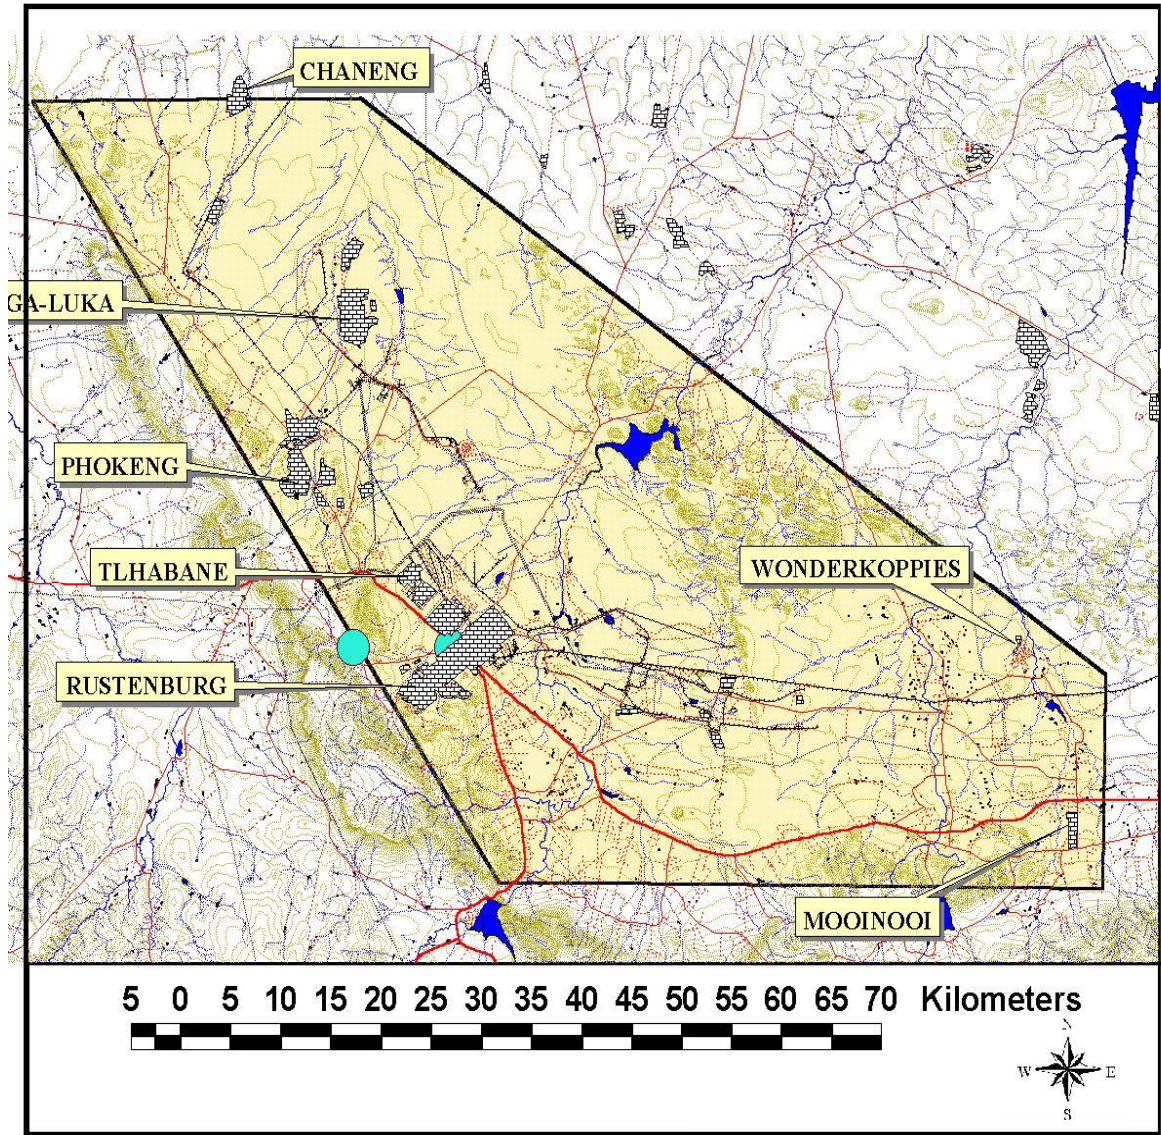 CHANENG
GA-LUKA
PHOKENG
TLHABANE
WONDERKOPPIES
RUSTENBURG
MOOINOOI
5 0 5 10 15 20 25 30 35 40 45 50 55 60 65 70 Kilometers
N
W E
S